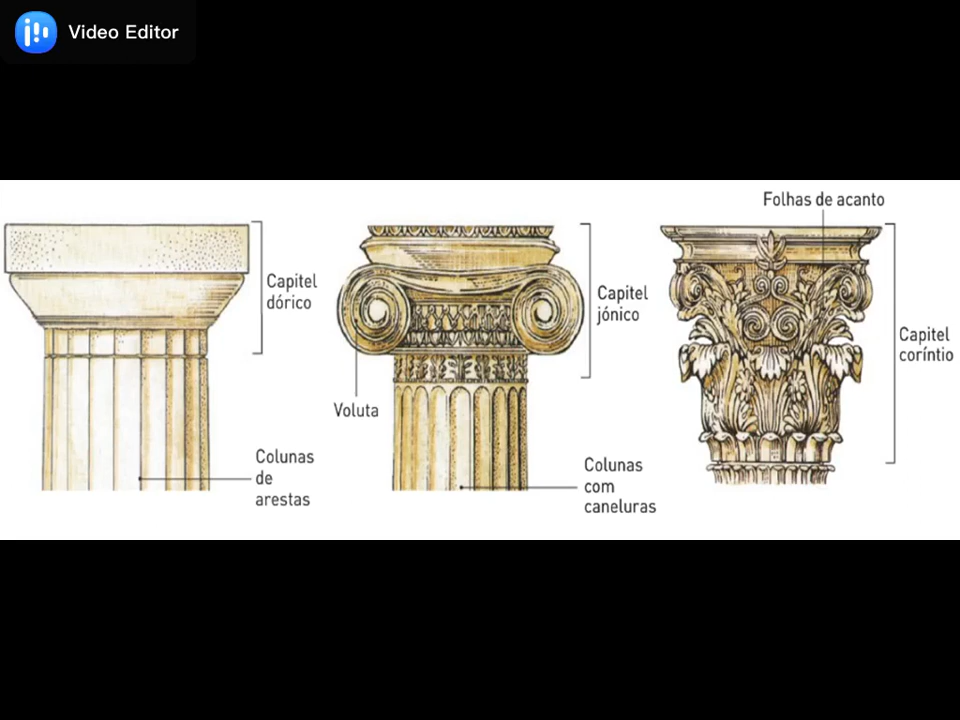 Video Editor
Folhas de acanto
Capitel
dórico
Capitel
jónico
Capitel
coríntio
Voluta
Colunas
de
arestas
Colunas
com
caneluras